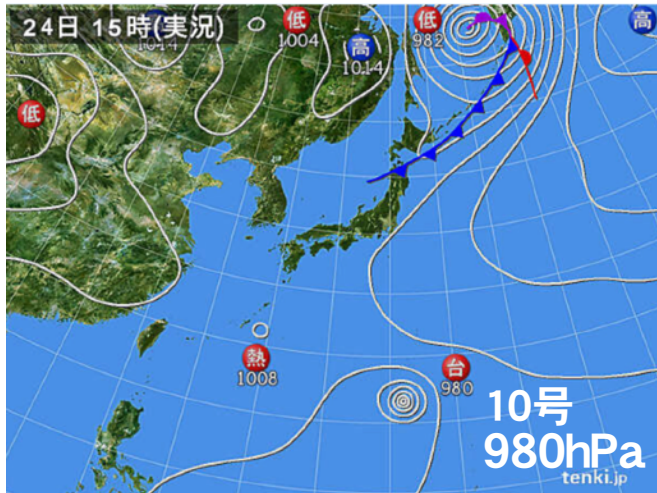 24日 15時(実況)
低
1004
低
982
高
1014
高
1014
低
熱
1008
台
980
10号
980hPa
tenki.jp